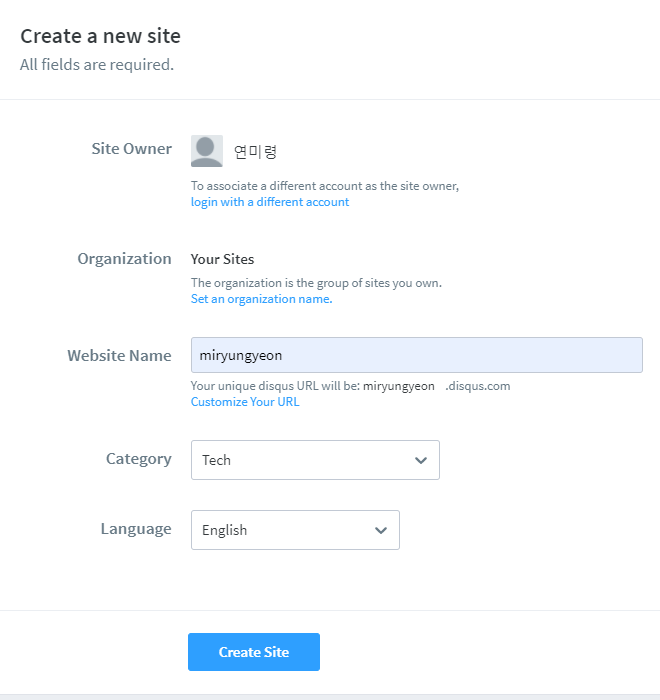 Create a new site
All fields are required.
Site Owner 연미령
To associate a different account as the site owner,
login with a different account
Organization Your Sites
The organization is the group of sites you own.
Set an organization name.
Website Name miryungyeon
Your unique disqus URL will be: miryungyeon .disqus.com
Customize Your URL
Category Tech
Language English
Create Site